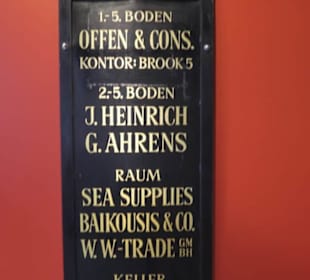 1.-5. BODEN
OFFEN & CONS.
KONTOR: BROOK 5
2.-5. BODEN
J. HEINRICH
G. AHRENS
RAUM
SEA SUPPLIES
BAIKOUSIS & CO.
W. W.-TRADE GMBH
KELLER